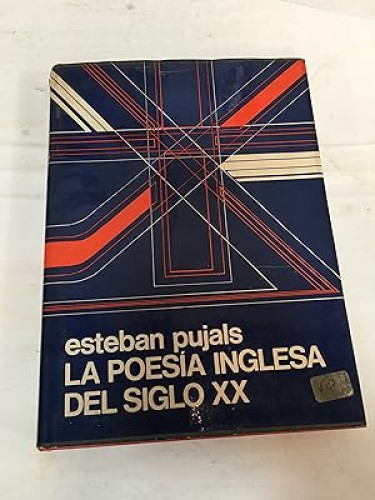 esteban pujals
LA POESÍA INGLESA
DEL SIGLO XX